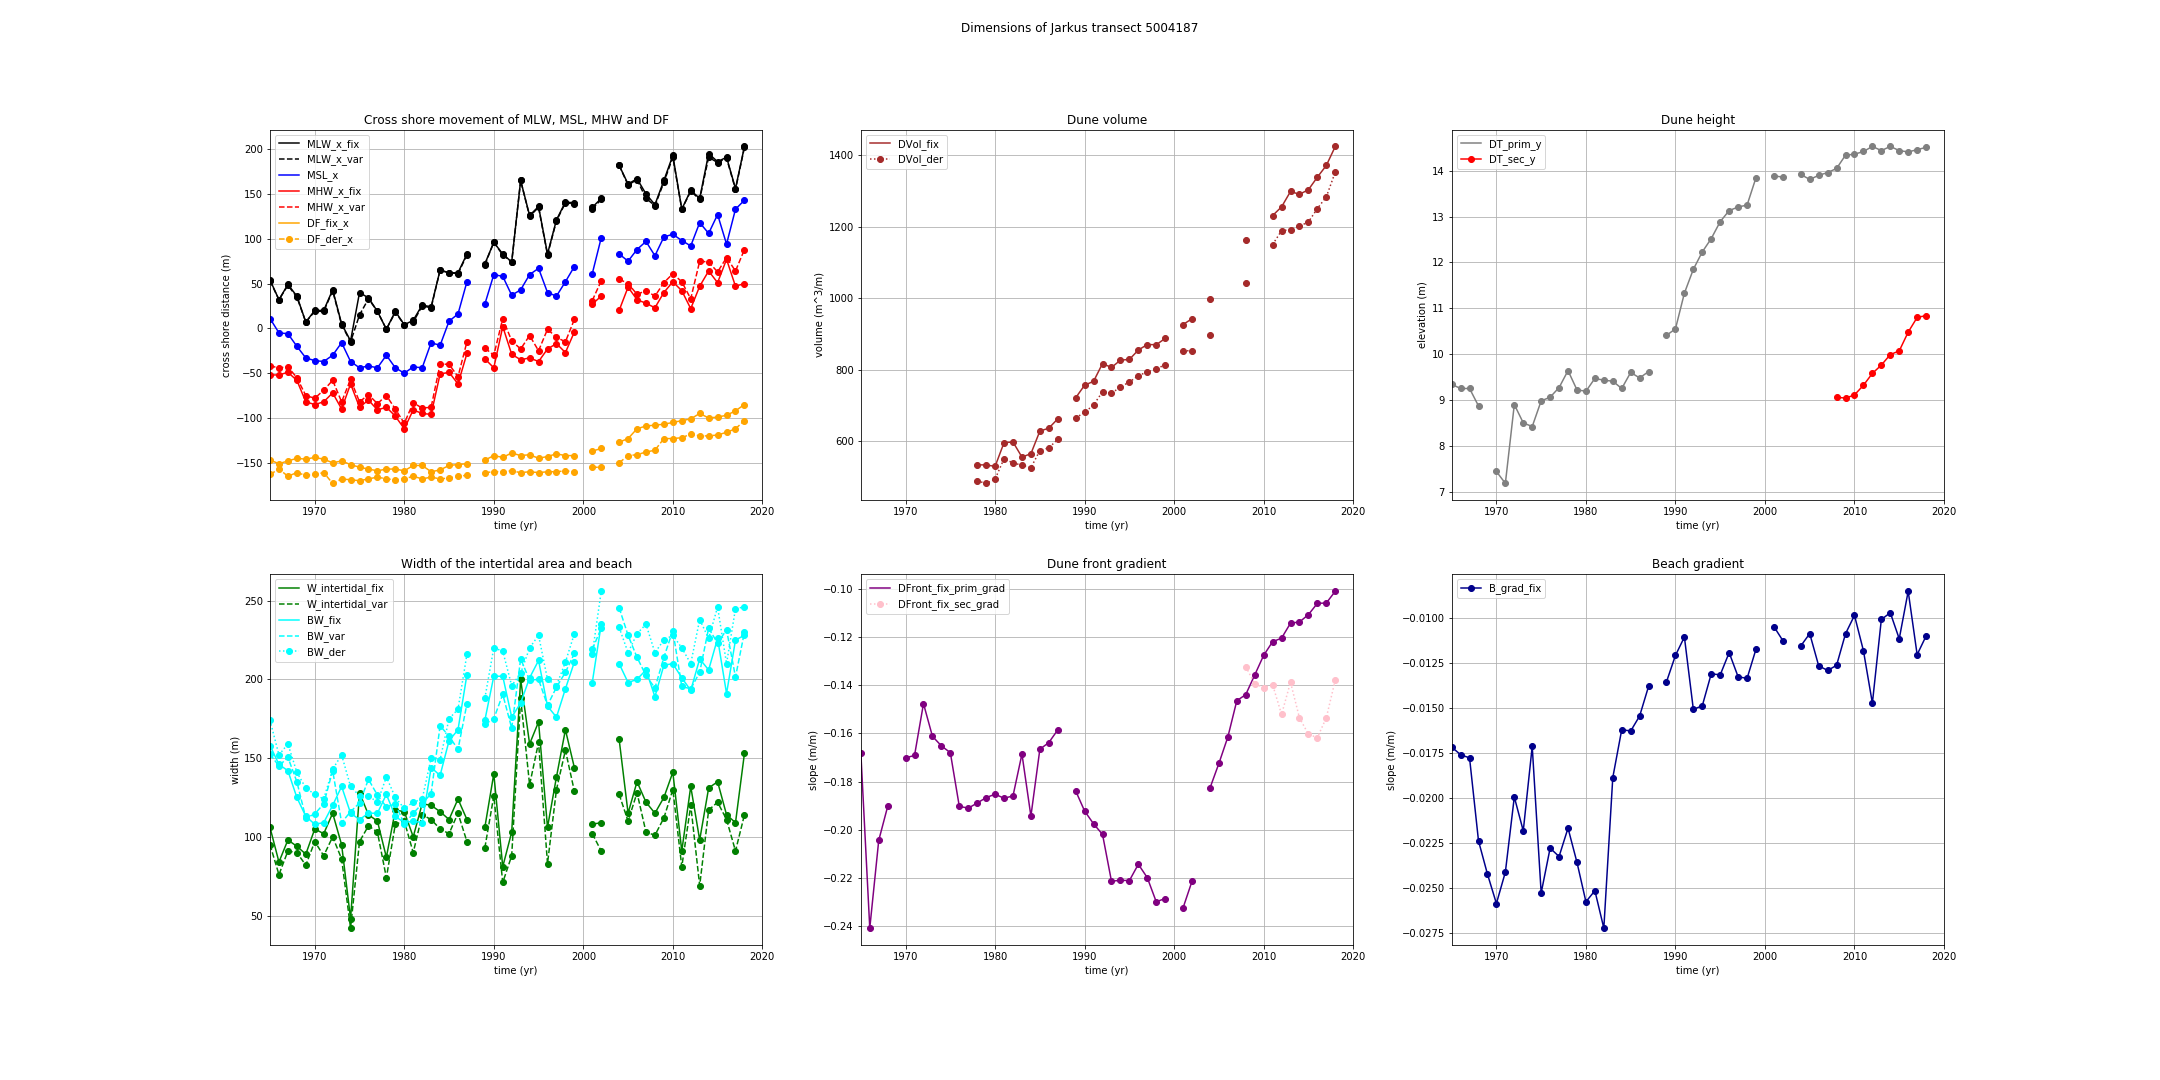 Dimensions of Jarkus transect 5004187
Cross shore movement of MLW, MSL, MHW and DF
MLW_x_fix
MLW_x_var
MSL_x
MHW_x_fix
MHW_x_var
DF_fix_x
DF_der_x
cross shore distance (m)
200
150
100
50
0
−50
−100
−150
1970 1980 1990 2000 2010 2020
time (yr)
Dune volume
DVol_fix
DVol_der
volume (m^3/m)
1400
1200
1000
800
600
1970 1980 1990 2000 2010 2020
time (yr)
Dune height
DT_prim_y
DT_sec_y
elevation (m)
14
13
12
11
10
9
8
7
1970 1980 1990 2000 2010 2020
time (yr)
Width of the intertidal area and beach
W_intertidal_fix
W_intertidal_var
BW_fix
BW_var
BW_der
width (m)
250
200
150
100
50
1970 1980 1990 2000 2010 2020
time (yr)
Dune front gradient
DFront_fix_prim_grad
DFront_fix_sec_grad
slope (m/m)
−0.10
−0.12
−0.14
−0.16
−0.18
−0.20
−0.22
−0.24
1970 1980 1990 2000 2010 2020
time (yr)
Beach gradient
B_grad_fix
slope (m/m)
−0.0100
−0.0125
−0.0150
−0.0175
−0.0200
−0.0225
−0.0250
−0.0275
1970 1980 1990 2000 2010 2020
time (yr)